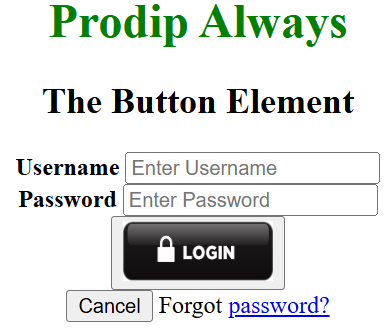 Prodip Always
The Button Element
Username Enter Username
Password Enter Password
LOGIN
Cancel Forgot password?